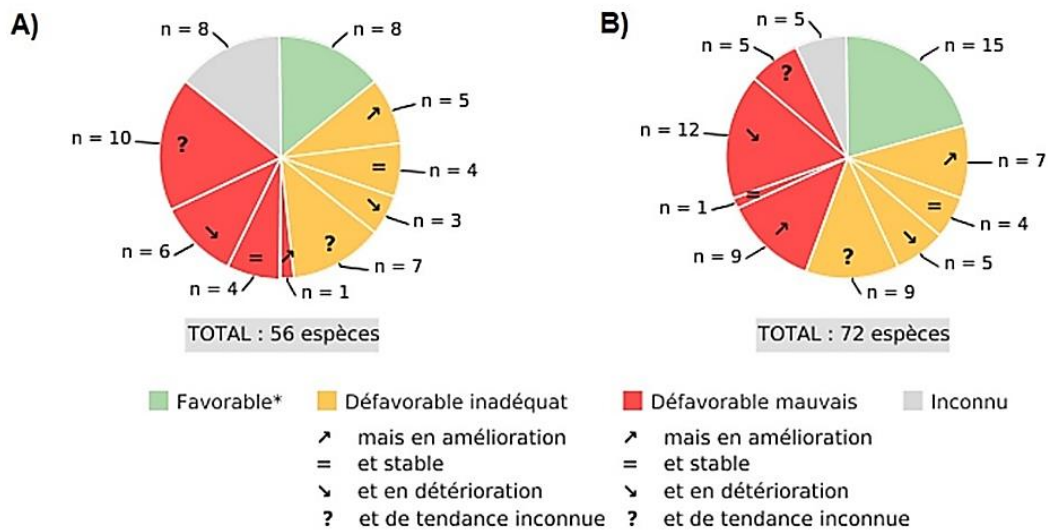 A)
n = 8
n = 8
n = 5
n = 10
?
↗
=
n = 4
↘
n = 3
n = 6
↘
?
n = 7
=
↗
n = 4
n = 1
TOTAL : 56 espèces
B)
n = 5
n = 5
n = 15
?
n = 12
↘
↗
n = 7
n = 1
=
=
n = 4
↗
↘
n = 5
n = 9
?
n = 9
TOTAL : 72 espèces
Favorable*
Défavorable inadéquat
↗ mais en amélioration
= et stable
↘ et en détérioration
? et de tendance inconnue
Défavorable mauvais
↗ mais en amélioration
= et stable
↘ et en détérioration
? et de tendance inconnue
Inconnu